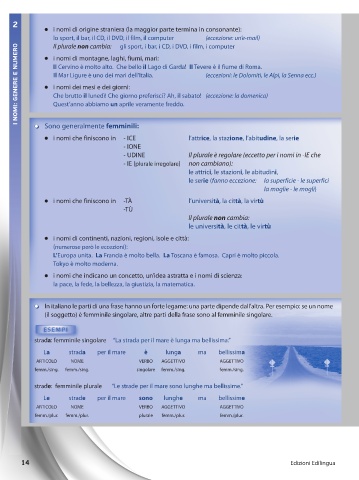 2
I NOMI: GENERE E NUMERO
● i nomi di origine straniera (la maggior parte termina in consonante):
lo sport, il bar, il CD, il DVD, il film, il computer (eccezione: un'e-mail)
Il plurale non cambia: gli sport, i bar, i CD, i DVD, i film, i computer
● i nomi di montagne, laghi, fiumi, mari:
Il Cervino è molto alto. Che bello il Lago di Garda! Il Tevere è il fiume di Roma.
Il Mar Ligure è uno dei mari dell'Italia. (eccezioni: le Dolomiti, le Alpi, la Senna ecc.)
● i nomi dei mesi e dei giorni:
Che brutto il lunedì! Che giorno preferisci? Ah, il sabato! (eccezione: la domenica)
Quest'anno abbiamo un aprile veramente freddo.
Sono generalmente femminili:
● i nomi che finiscono in - ICE l'attrice, la stazione, l'abitudine, la serie
- IONE
- UDINE Il plurale è regolare (eccetto per i nomi in -IE che
- IE (plurale irregolare) non cambiano):
le attrici, le stazioni, le abitudini,
le serie (fanno eccezione: la superficie - le superfici
la moglie - le mogli)
● i nomi che finiscono in -TÀ l'università, la città, la virtù
-TÙ
Il plurale non cambia:
le università, le città, le virtù
● i nomi di continenti, nazioni, regioni, isole e città:
(numerose però le eccezioni):
L'Europa unita. La Francia è molto bella. La Toscana è famosa. Capri è molto piccola.
Tokyo è molto moderna.
● i nomi che indicano un concetto, un'idea astratta e i nomi di scienza:
la pace, la fede, la bellezza, la giustizia, la matematica.
In italiano le parti di una frase hanno un forte legame: una parte dipende dall'altra. Per esempio: se un nome
(il soggetto) è femminile singolare, altre parti della frase sono al femminile singolare.
ESEMPI
strada: femminile singolare "La strada per il mare è lunga ma bellissima."
La strada per il mare è lunga ma bellissima
ARTICOLO NOME VERBO AGGETTIVO AGGETTIVO
femm./sing. femm./sing. singolare femm./sing. femm./sing.
strade: femminile plurale "Le strade per il mare sono lunghe ma bellissime."
Le strade per il mare sono lunghe ma bellissime
ARTICOLO NOME VERBO AGGETTIVO AGGETTIVO
femm./plur. femm./plur. plurale femm./plur. femm./plur.
14 Edizioni Edilingua